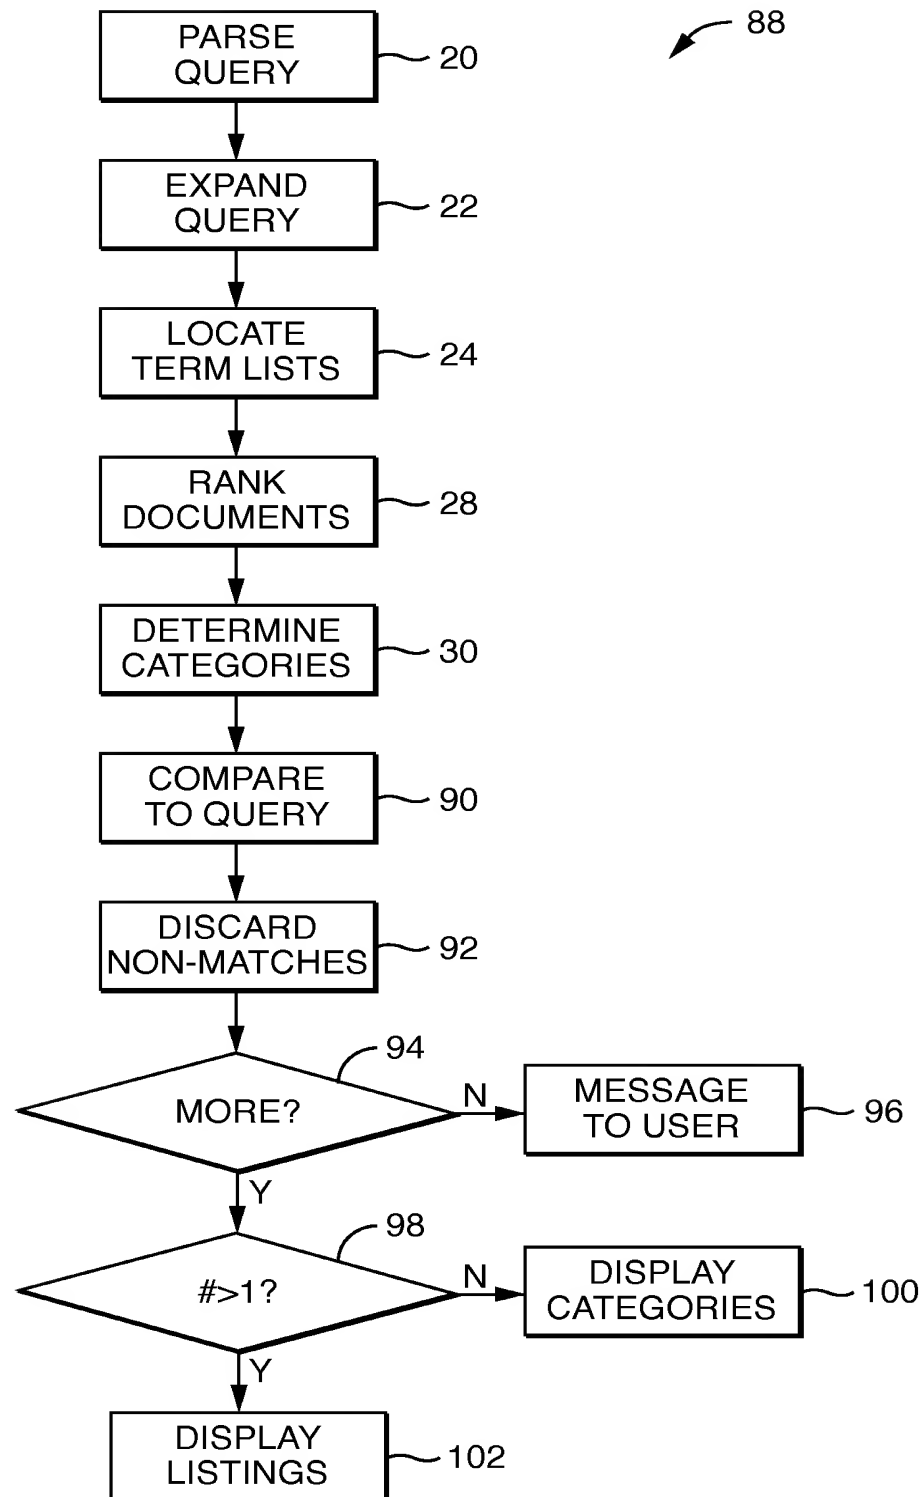 88
PARSE
QUERY
20
EXPAND
QUERY
22
LOCATE
TERM LISTS
24
RANK
DOCUMENTS
28
DETERMINE
CATEGORIES
30
COMPARE
TO QUERY
90
DISCARD
NON-MATCHES
92
94
MORE?
N
MESSAGE
TO USER
96
Y
98
#>1?
N
DISPLAY
CATEGORIES
100
Y
DISPLAY
LISTINGS
102